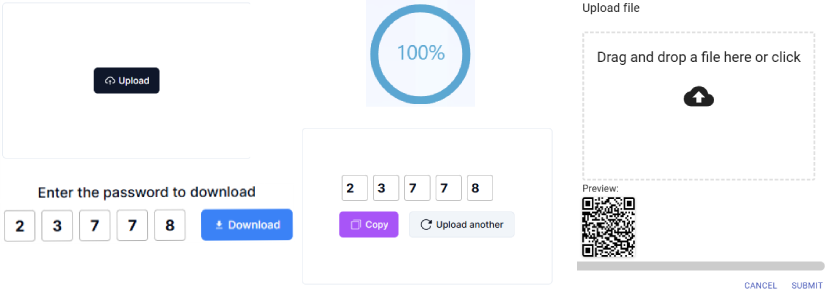 Upload
Enter the password to download
2 3 7 7 8 Download
100%
2 3 7 7 8
Copy Upload another
Upload file
Drag and drop a file here or click
Preview:
CANCEL SUBMIT